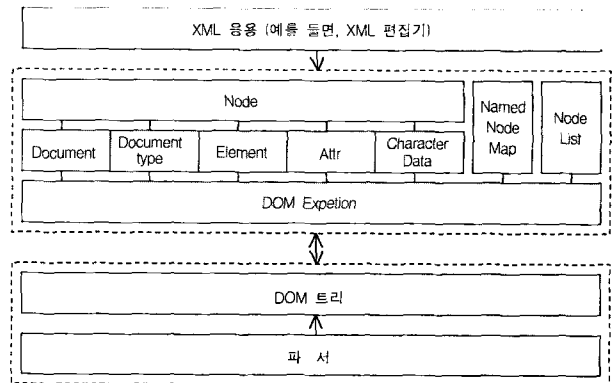 XML 응용 (예를 들면, XML 편집기)
Node
Named
Node
Map
Node
List
Document
Document
type
Element
Attr
Character
Data
DOM Expetion
DOM 트리
파 서